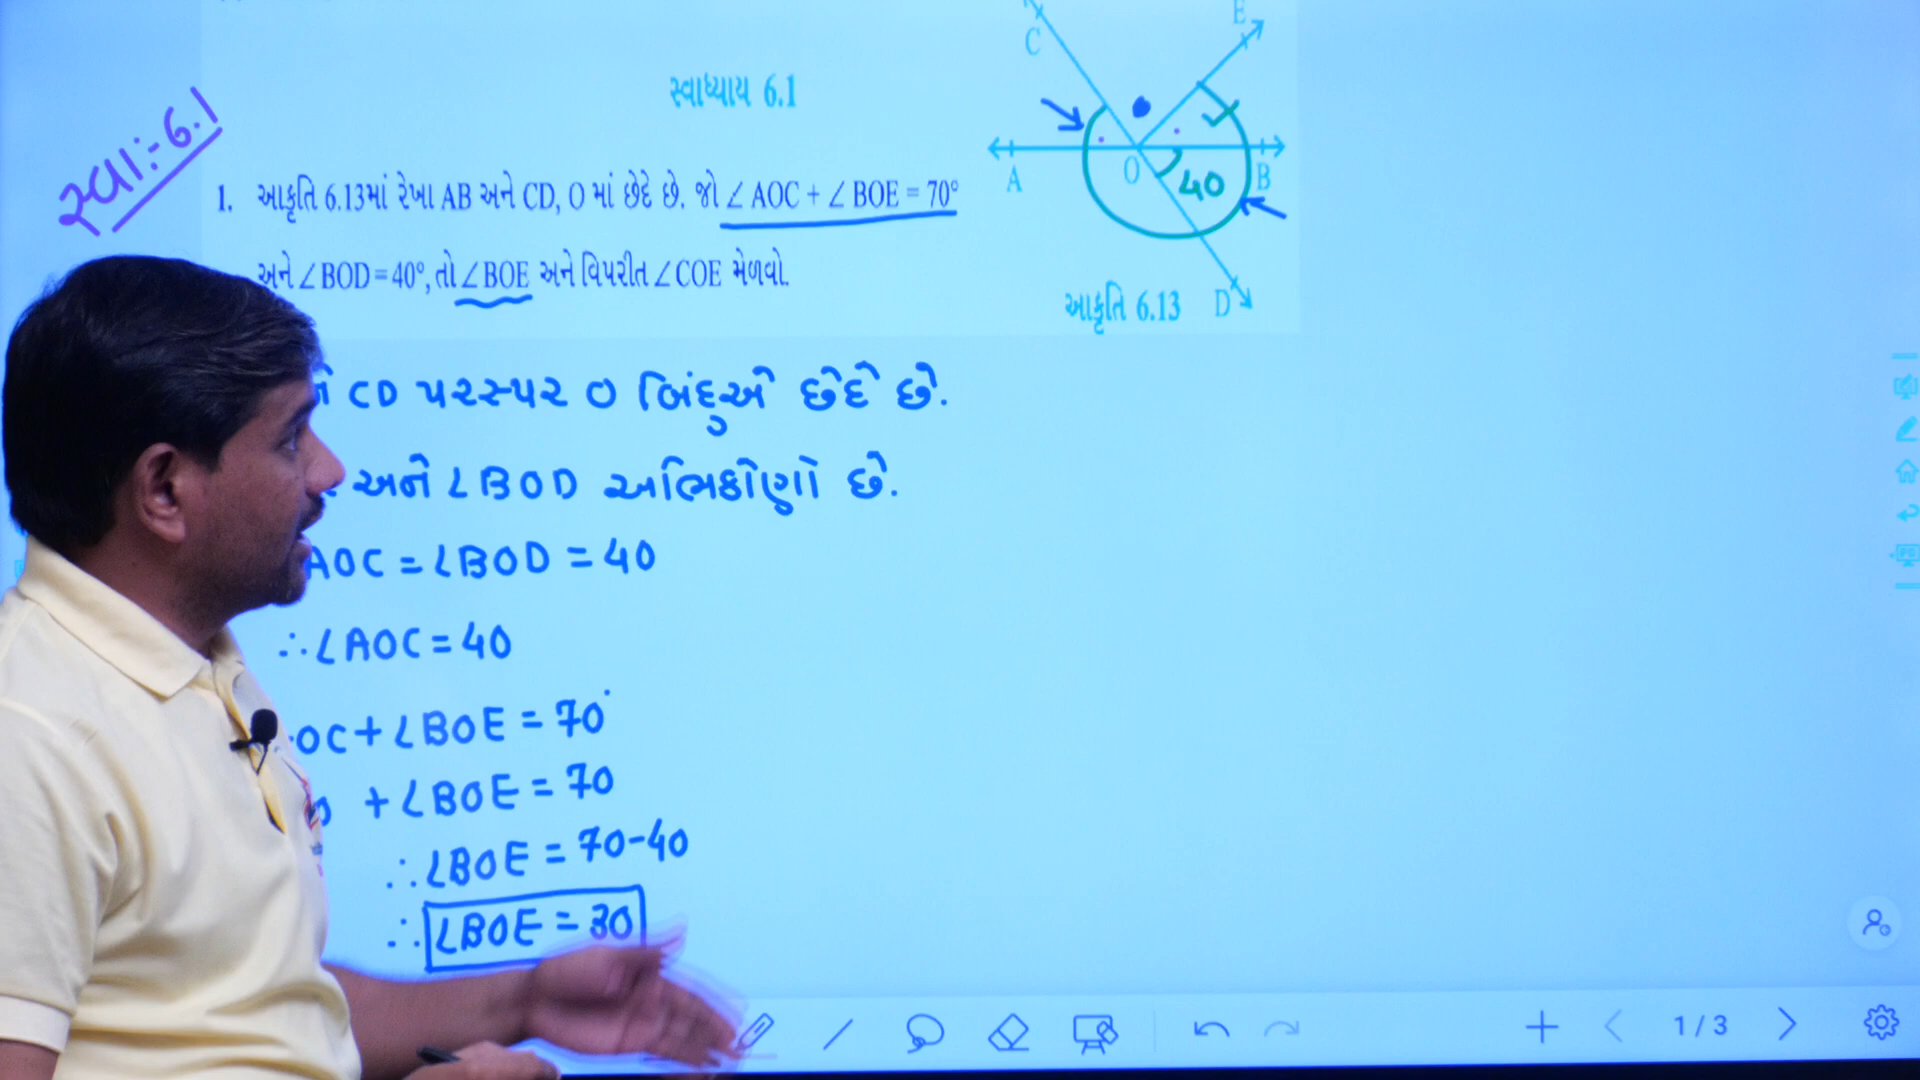 સ્વાધ્યાય 6.1
સ્વાઃ-6.1
1. આકૃતિ 6.13માં રેખા AB અને CD, O માં છેદે છે. જો ∠AOC + ∠BOE = 70°
અને ∠BOD = 40°, તો ∠BOE અને વિપરીત ∠COE મેળવો.
C
E
A
O
40
B
D
આકૃતિ 6.13
CD પરસ્પર O બિંદુએ છેદે છે.
અને ∠BOD અભિકોણો છે.
AOC = ∠BOD = 40
∴ ∠AOC = 40
OC + ∠BOE = 70°
+ ∠BOE = 70
∴ ∠BOE = 70-40
∴ ∠BOE = 30
1 / 3